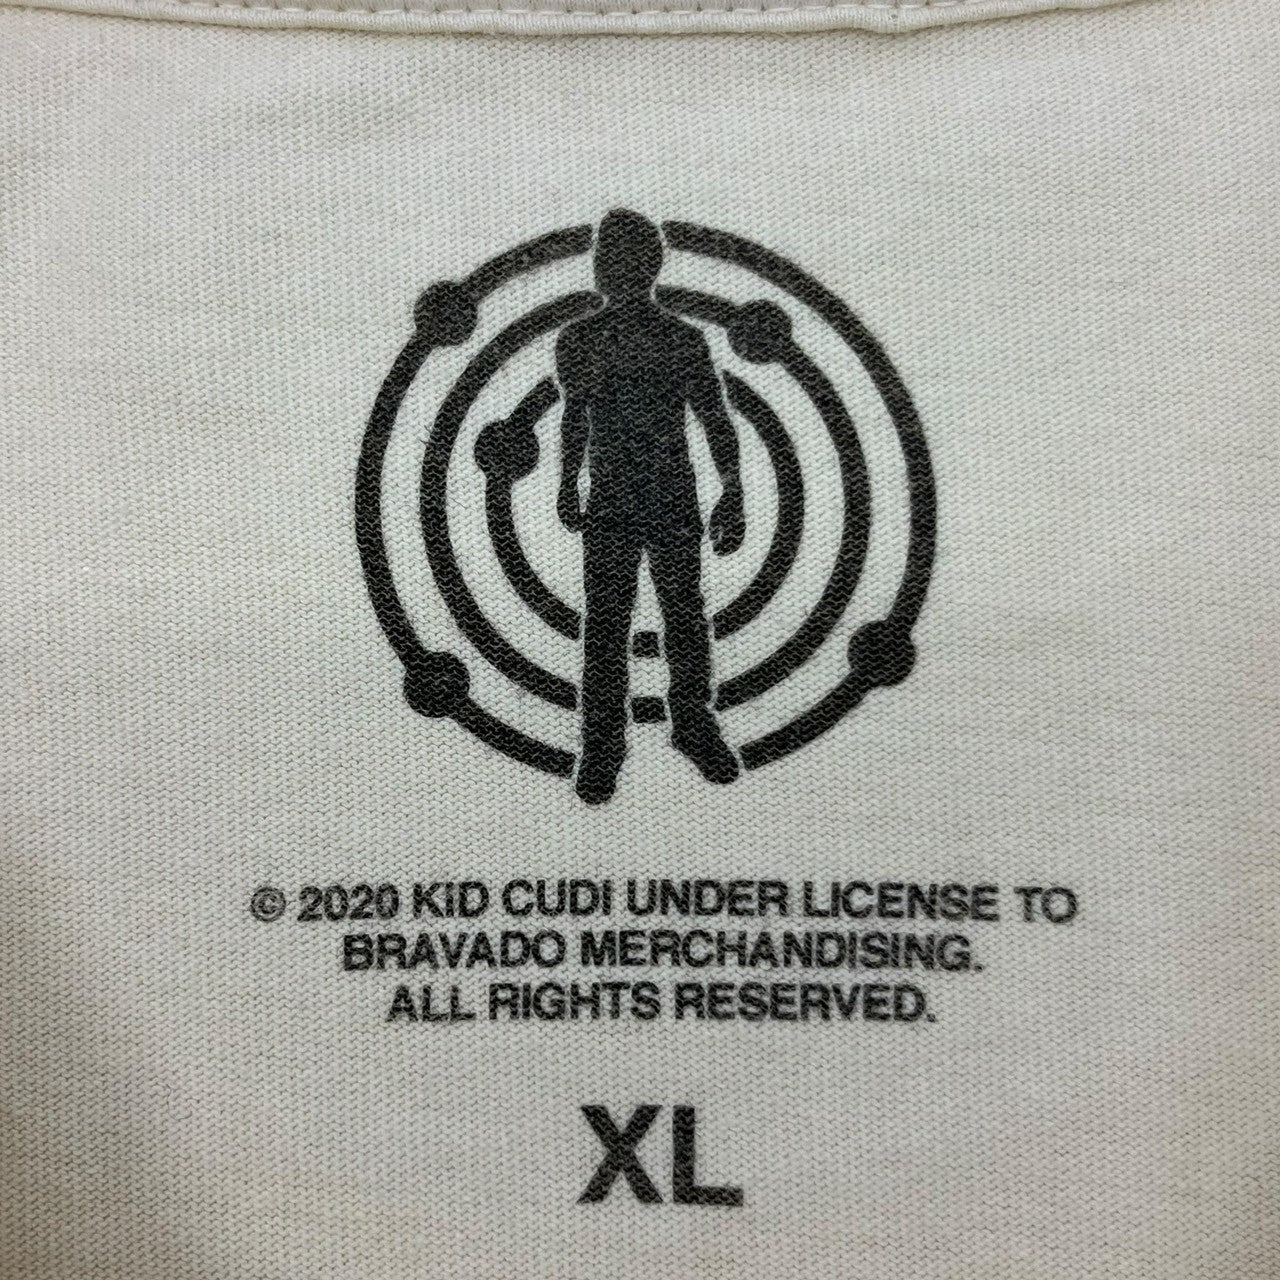 © 2020 KID CUDI UNDER LICENSE TO
BRAVADO MERCHANDISING.
ALL RIGHTS RESERVED.
XL